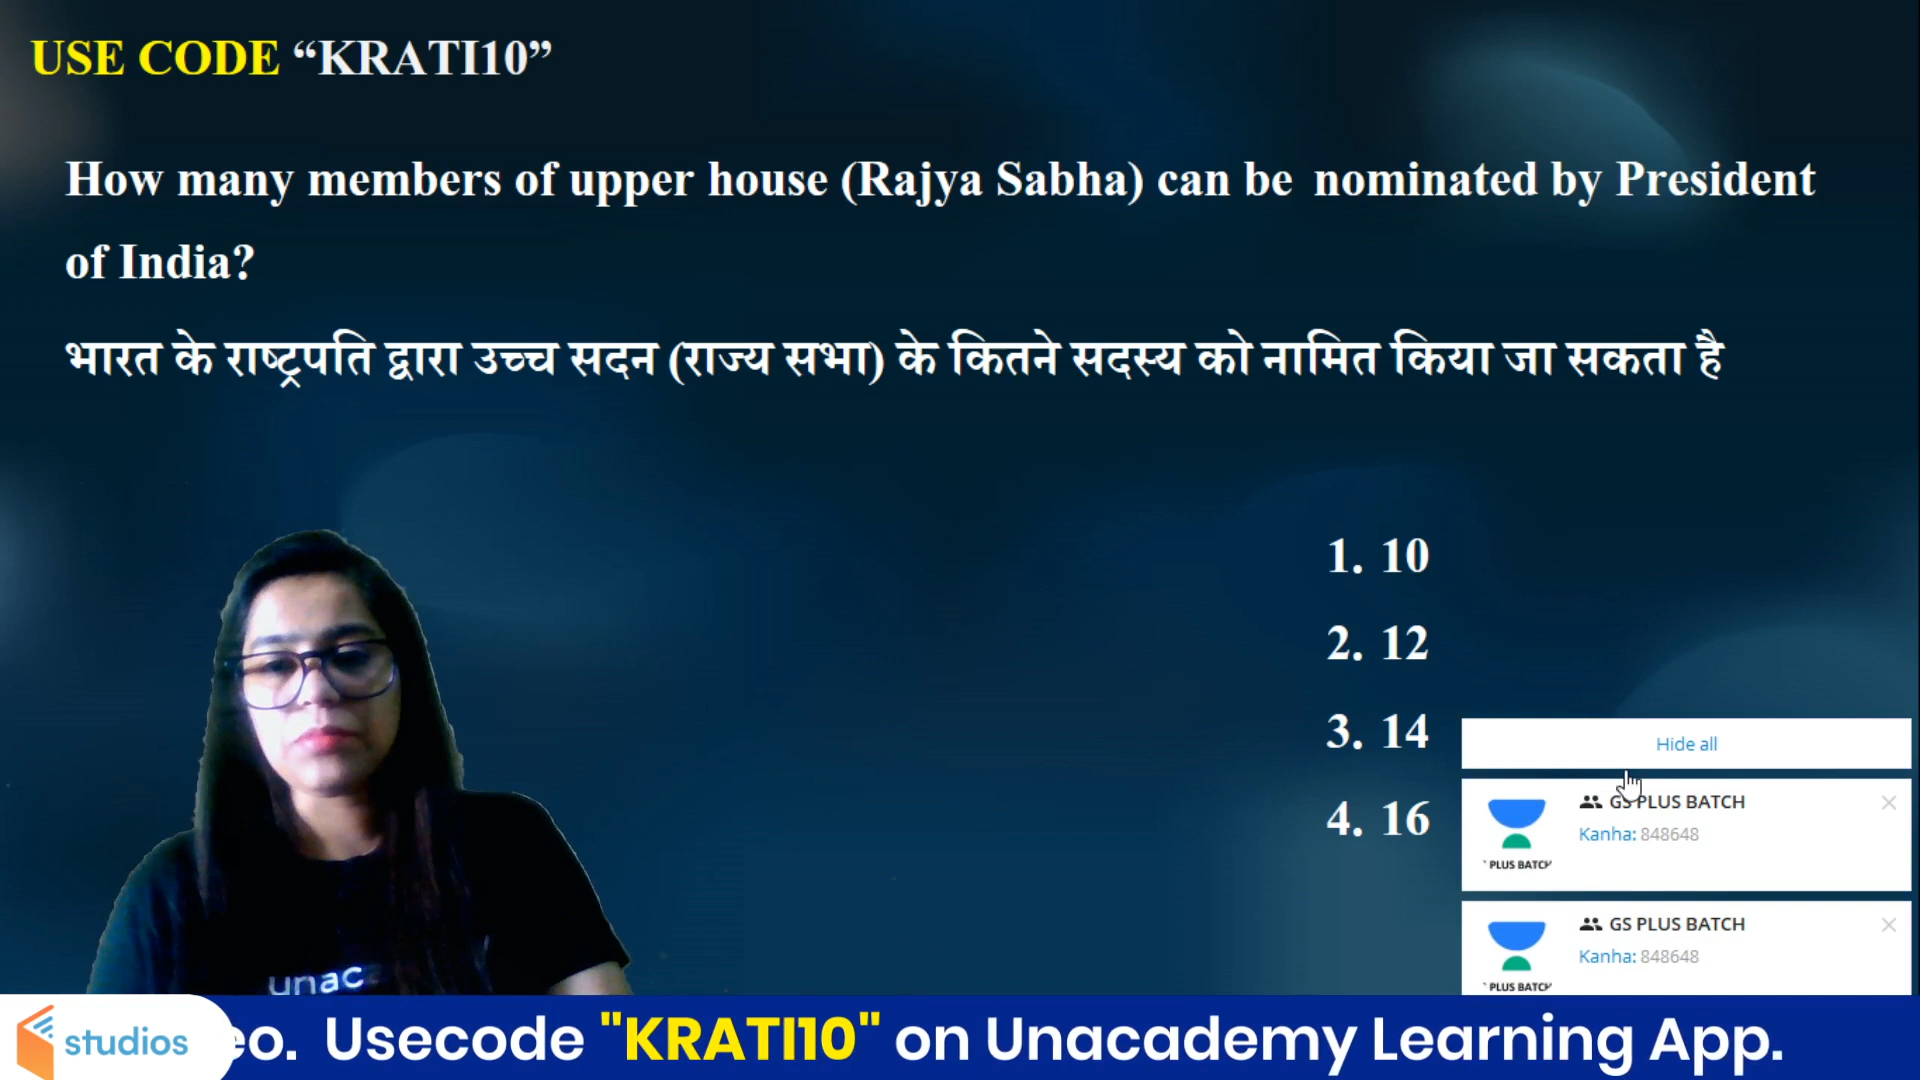 USE CODE “KRATI10”
How many members of upper house (Rajya Sabha) can be nominated by President
of India?
भारत के राष्ट्रपति द्वारा उच्च सदन (राज्य सभा) के कितने सदस्य को नामित किया जा सकता है
1. 10
2. 12
3. 14
4. 16
Hide all
GS PLUS BATCH
Kanha: 848648
PLUS BATCH
GS PLUS BATCH
Kanha: 848648
PLUS BATCH
unac
studios
eo. Usecode "KRATI10" on Unacademy Learning App.